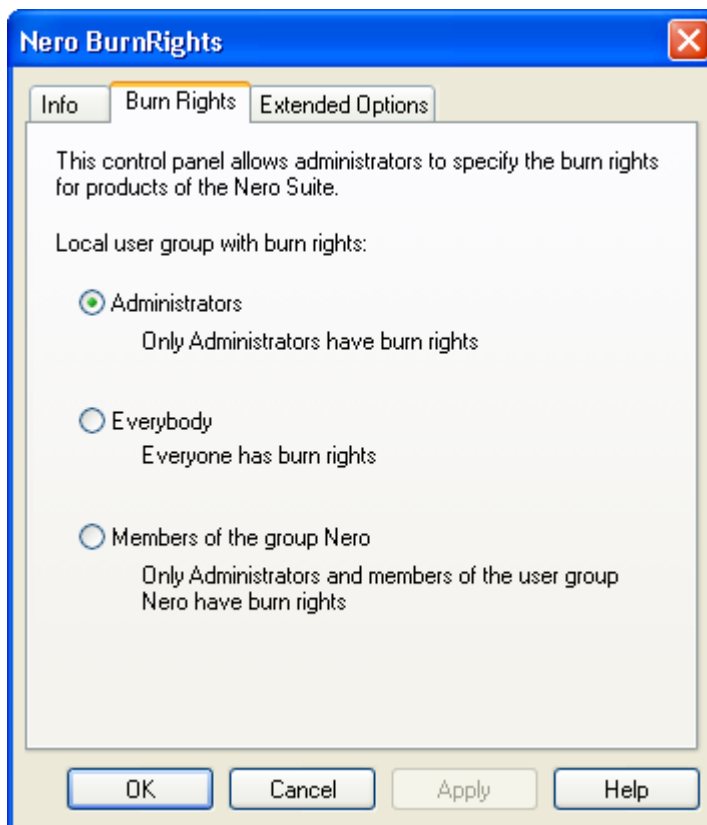 Nero BurnRights
Info
Burn Rights
Extended Options
This control panel allows administrators to specify the burn rights
for products of the Nero Suite.
Local user group with burn rights:
Administrators
Only Administrators have burn rights
Everybody
Everyone has burn rights
Members of the group Nero
Only Administrators and members of the user group
Nero have burn rights
OK
Cancel
Apply
Help